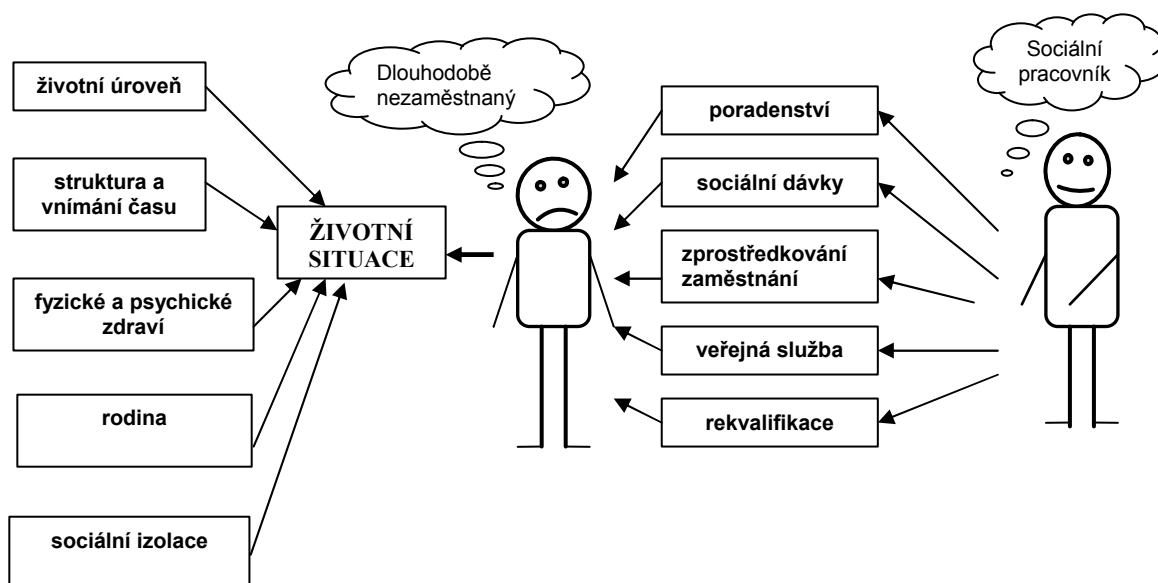 životní úroveň
struktura a
vnímání času
fyzické a psychické
zdraví
rodina
sociální izolace
ŽIVOTNÍ
SITUACE
Dlouhodobě
nezaměstnaný
poradenství
sociální dávky
zprostředkování
zaměstnání
veřejná služba
rekvalifikace
Sociální
pracovník